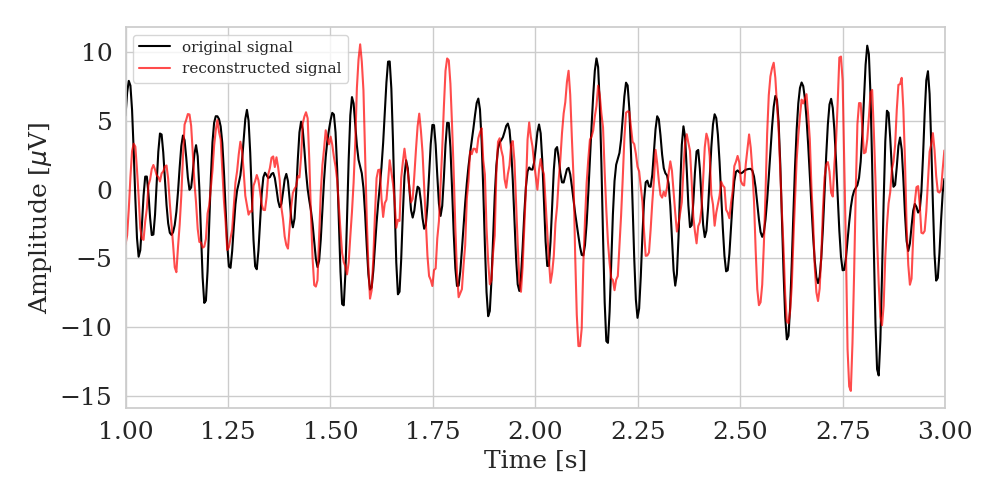 original signal
reconstructed signal
Amplitude [μV]
10
5
0
−5
−10
−15
1.00 1.25 1.50 1.75 2.00 2.25 2.50 2.75 3.00
Time [s]